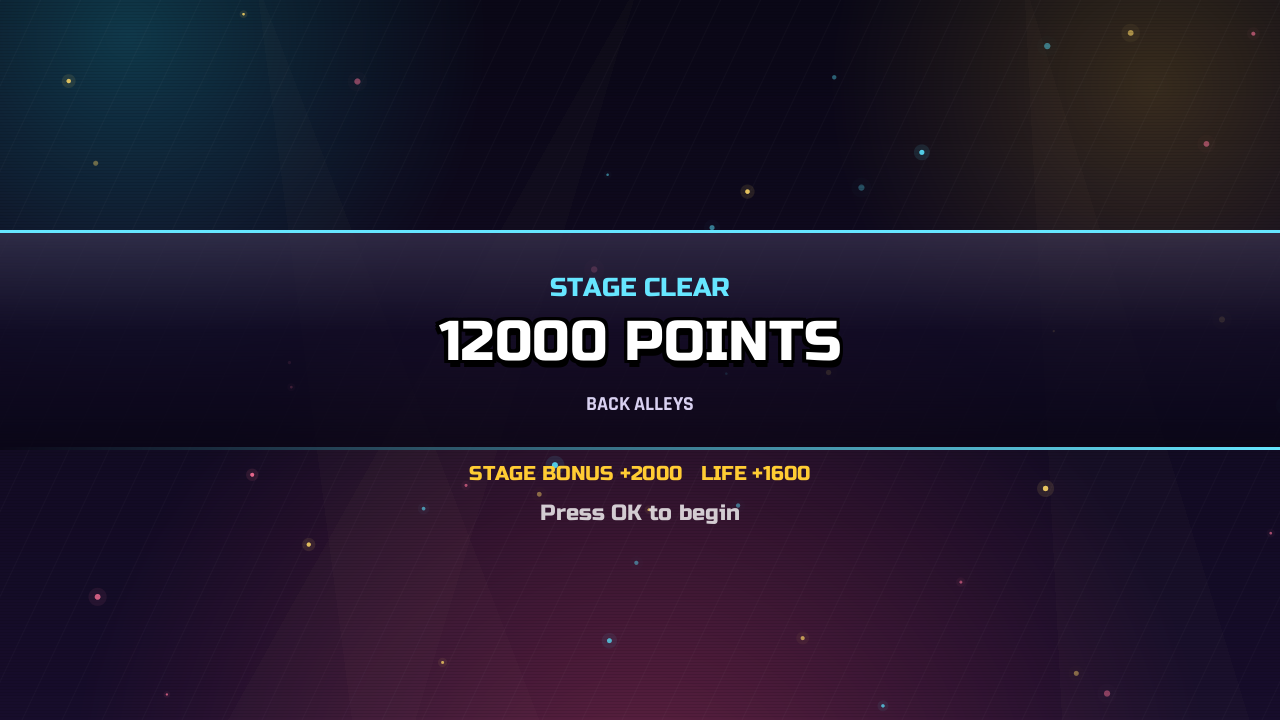 STAGE CLEAR
12000 POINTS
BACK ALLEYS
STAGE BONUS +2000 LIFE +1600
Press OK to begin